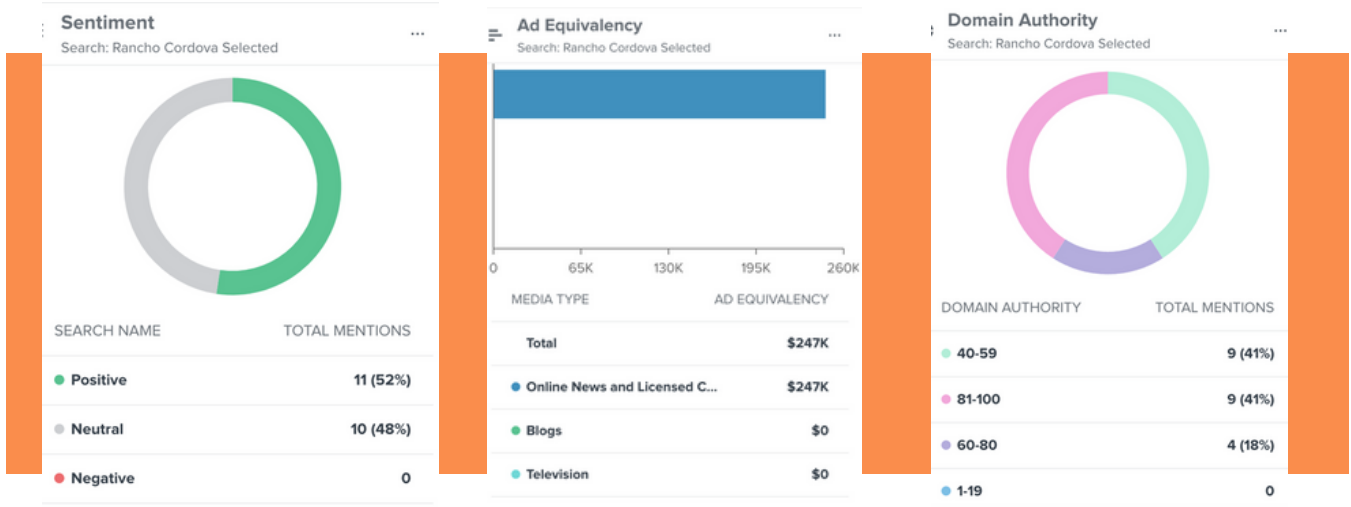 Sentiment
...
Search: Rancho Cordova Selected
SEARCH NAME TOTAL MENTIONS
Positive 11 (52%)
Neutral 10 (48%)
Negative 0
Ad Equivalency
...
Search: Rancho Cordova Selected
0 65K 130K 195K 260K
MEDIA TYPE AD EQUIVALENCY
Total $247K
Online News and Licensed C... $247K
Blogs $0
Television $0
Domain Authority
...
Search: Rancho Cordova Selected
DOMAIN AUTHORITY TOTAL MENTIONS
40-59 9 (41%)
81-100 9 (41%)
60-80 4 (18%)
1-19 0